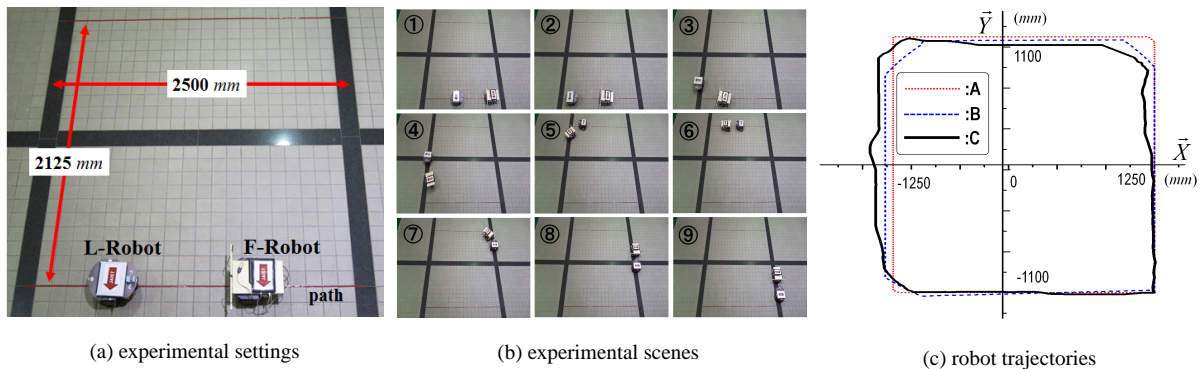 2500 mm
2125 mm
L-Robot
F-Robot
path
(a) experimental settings
①
②
③
④
⑤
⑥
⑦
⑧
⑨
(b) experimental scenes
Y (mm)
1100
:A
:B
:C
X
-1250
0
1250
(mm)
-1100
(c) robot trajectories